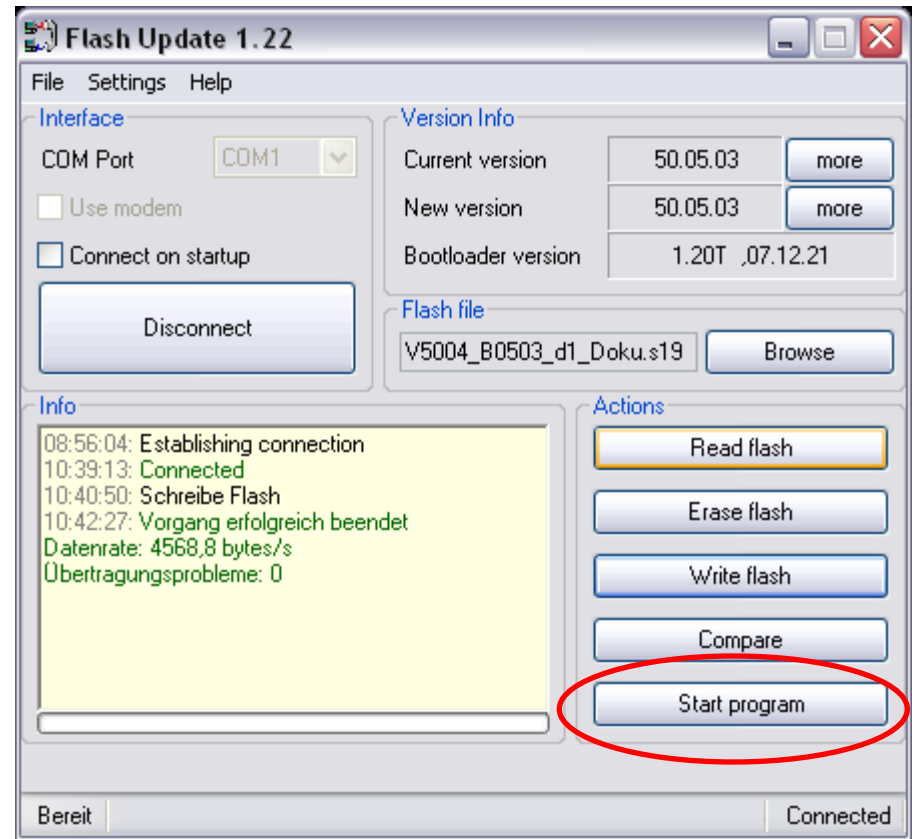 Flash Update 1.22
File Settings Help
Interface
COM Port COM1
Use modem
Connect on startup
Disconnect
Version Info
Current version 50.05.03 more
New version 50.05.03 more
Bootloader version 1.20T ,07.12.21
Flash file
V5004_B0503_d1_Doku.s19 Browse
Info
08:56:04: Establishing connection
10:39:13: Connected
10:40:50: Schreibe Flash
10:42:27: Vorgang erfolgreich beendet
Datenrate: 4568,8 bytes/s
Übertragungsprobleme: 0
Actions
Read flash
Erase flash
Write flash
Compare
Start program
Bereit Connected